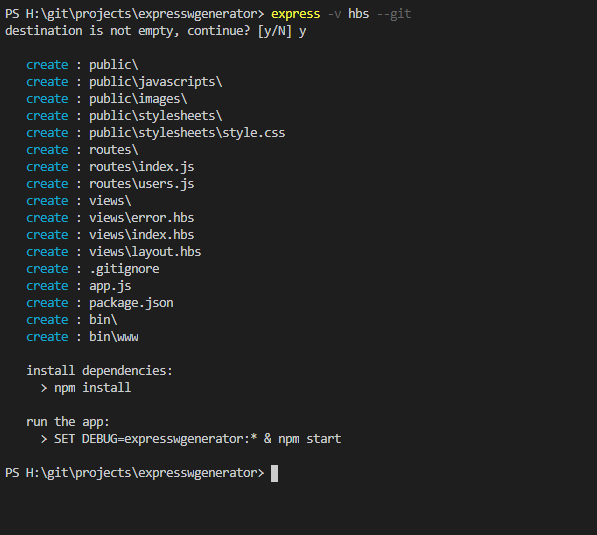 PS H:\git\projects\expresswgenerator> express -v hbs --git
destination is not empty, continue? [y/N] y
create : public\
create : public\javascripts\
create : public\images\
create : public\stylesheets\
create : public\stylesheets\style.css
create : routes\
create : routes\index.js
create : routes\users.js
create : views\
create : views\error.hbs
create : views\index.hbs
create : views\layout.hbs
create : .gitignore
create : app.js
create : package.json
create : bin\
create : bin\www
install dependencies:
> npm install
run the app:
> SET DEBUG=expresswgenerator:* & npm start
PS H:\git\projects\expresswgenerator>